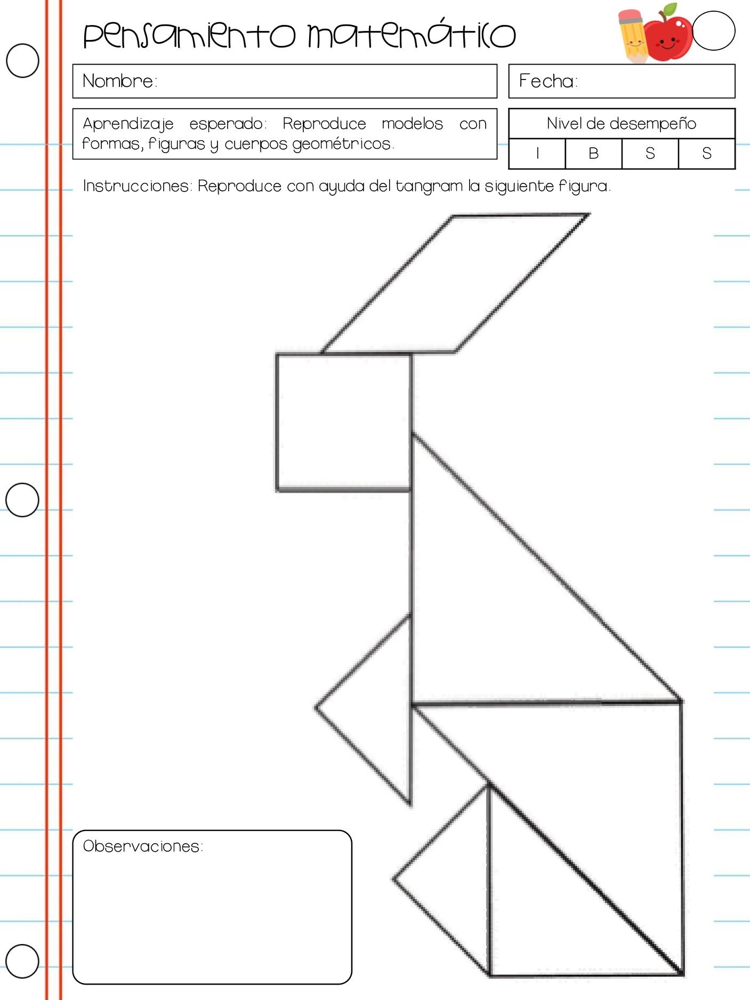 Pensamiento matemático
Nombre:
Fecha:
Aprendizaje esperado: Reproduce modelos con
formas, figuras y cuerpos geométricos.
Nivel de desempeño
I B S S
Instrucciones: Reproduce con ayuda del tangram la siguiente figura.
Observaciones: